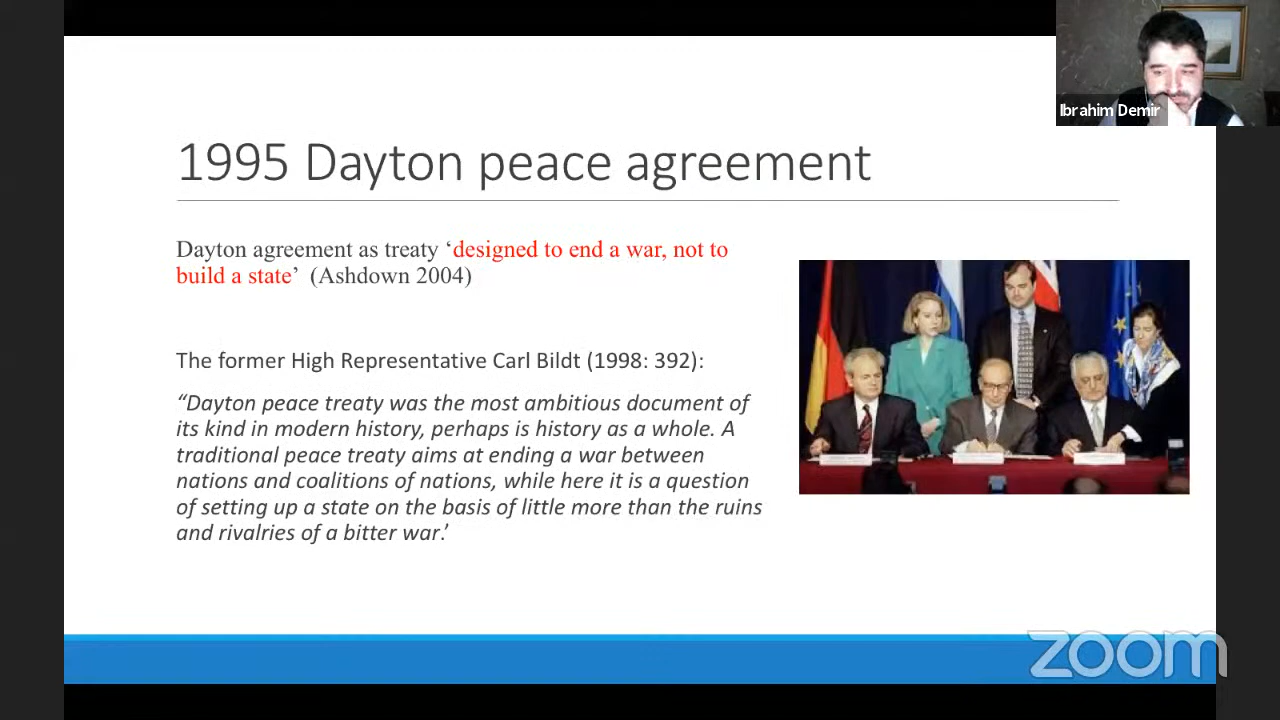 Ibrahim Demir
1995 Dayton peace agreement
Dayton agreement as treaty ‘designed to end a war, not to
build a state’ (Ashdown 2004)
The former High Representative Carl Bildt (1998: 392):
“Dayton peace treaty was the most ambitious document of
its kind in modern history, perhaps is history as a whole. A
traditional peace treaty aims at ending a war between
nations and coalitions of nations, while here it is a question
of setting up a state on the basis of little more than the ruins
and rivalries of a bitter war.’
zoom